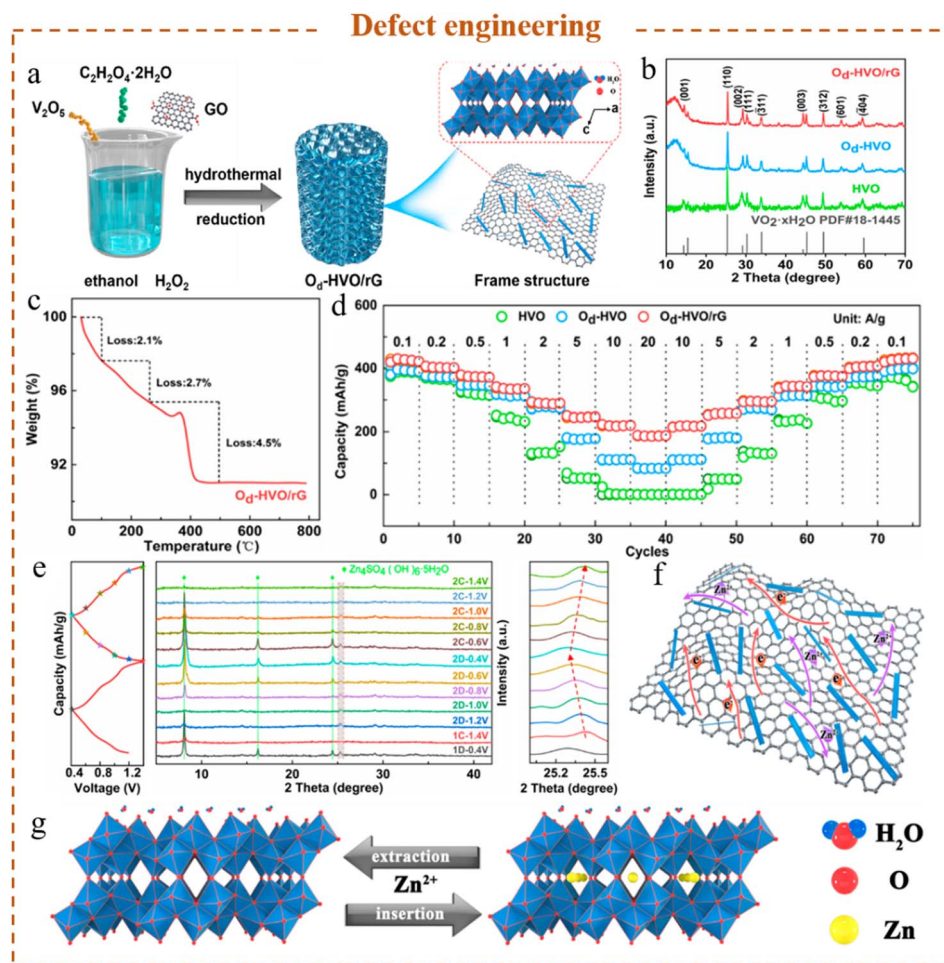 Defect engineering
a
C₂H₂O₄·2H₂O
V₂O₅
GO
hydrothermal
reduction
ethanol H₂O₂
O_d-HVO/rG
H₂O
O
a
c
Frame structure
b
Intensity (a.u.)
(001)
(110)
(002)
(111)
(311)
(003)
(312)
(601)
(404)
O_d-HVO/rG
O_d-HVO
HVO
VO₂·xH₂O PDF#18-1445
10 20 30 40 50 60 70
2 Theta (degree)
c
Weight (%)
100
96
92
Loss:2.1%
Loss:2.7%
Loss:4.5%
O_d-HVO/rG
0 200 400 600 800
Temperature (℃)
d
Capacity (mAh/g)
600
400
200
0
HVO O_d-HVO O_d-HVO/rG Unit: A/g
0.1 0.2 0.5 1 2 5 10 20 10 5 2 1 0.5 0.2 0.1
0 10 20 30 40 50 60 70
Cycles
e
Capacity (mAh/g)
0.4 0.8 1.2
Voltage (V)
Zn₄SO₄ ( OH )₆·5H₂O
2C-1.4V
2C-1.2V
2C-1.0V
2C-0.8V
2C-0.6V
2D-0.4V
2D-0.6V
2D-0.8V
2D-1.0V
2D-1.2V
1C-1.4V
1D-0.4V
10 20 30 40
2 Theta (degree)
Intensity (a.u.)
25.2 25.5
2 Theta (degree)
f
Zn²⁺
e⁻
Zn²⁺
e⁻
e⁻
Zn²⁺
e⁻
e⁻
Zn²⁺
g
extraction
Zn²⁺
insertion
H₂O
O
Zn